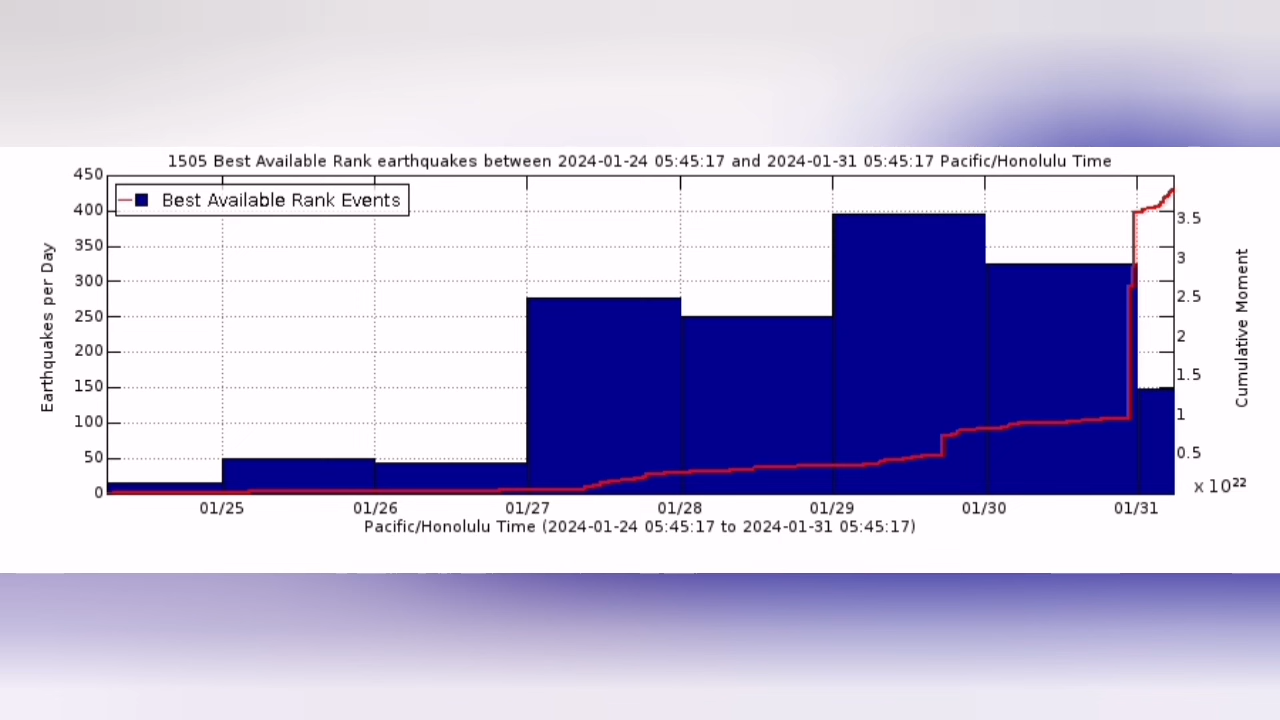 1505 Best Available Rank earthquakes between 2024-01-24 05:45:17 and 2024-01-31 05:45:17 Pacific/Honolulu Time
Best Available Rank Events
Earthquakes per Day
450
400
350
300
250
200
150
100
50
0
3.5
3
2.5
2
1.5
1
0.5
x 10²²
Cumulative Moment
01/25 01/26 01/27 01/28 01/29 01/30 01/31
Pacific/Honolulu Time (2024-01-24 05:45:17 to 2024-01-31 05:45:17)